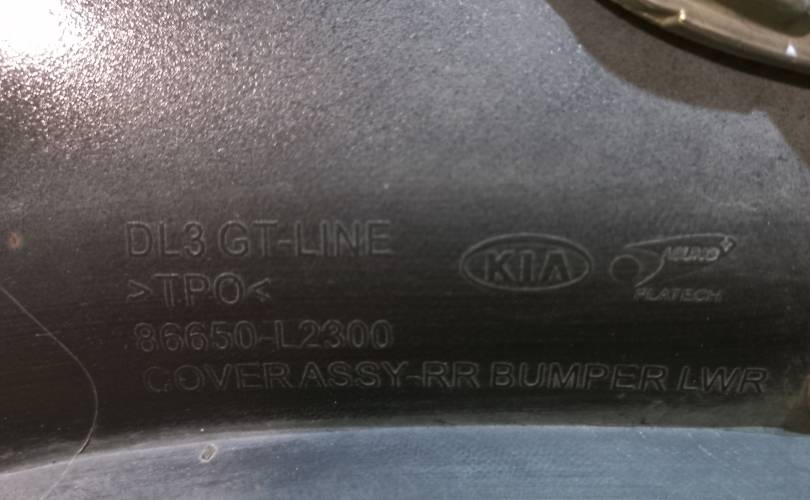 DL3 GT-LINE
>TPO<
86650-L2300
COVER ASSY-RR BUMPER LWR
KIA
PLATECH